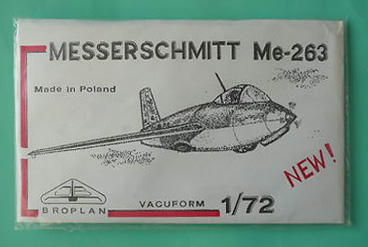 MESSERSCHMITT Me-263
Made in Poland
NEW!
BROPLAN
VACUFORM 1/72